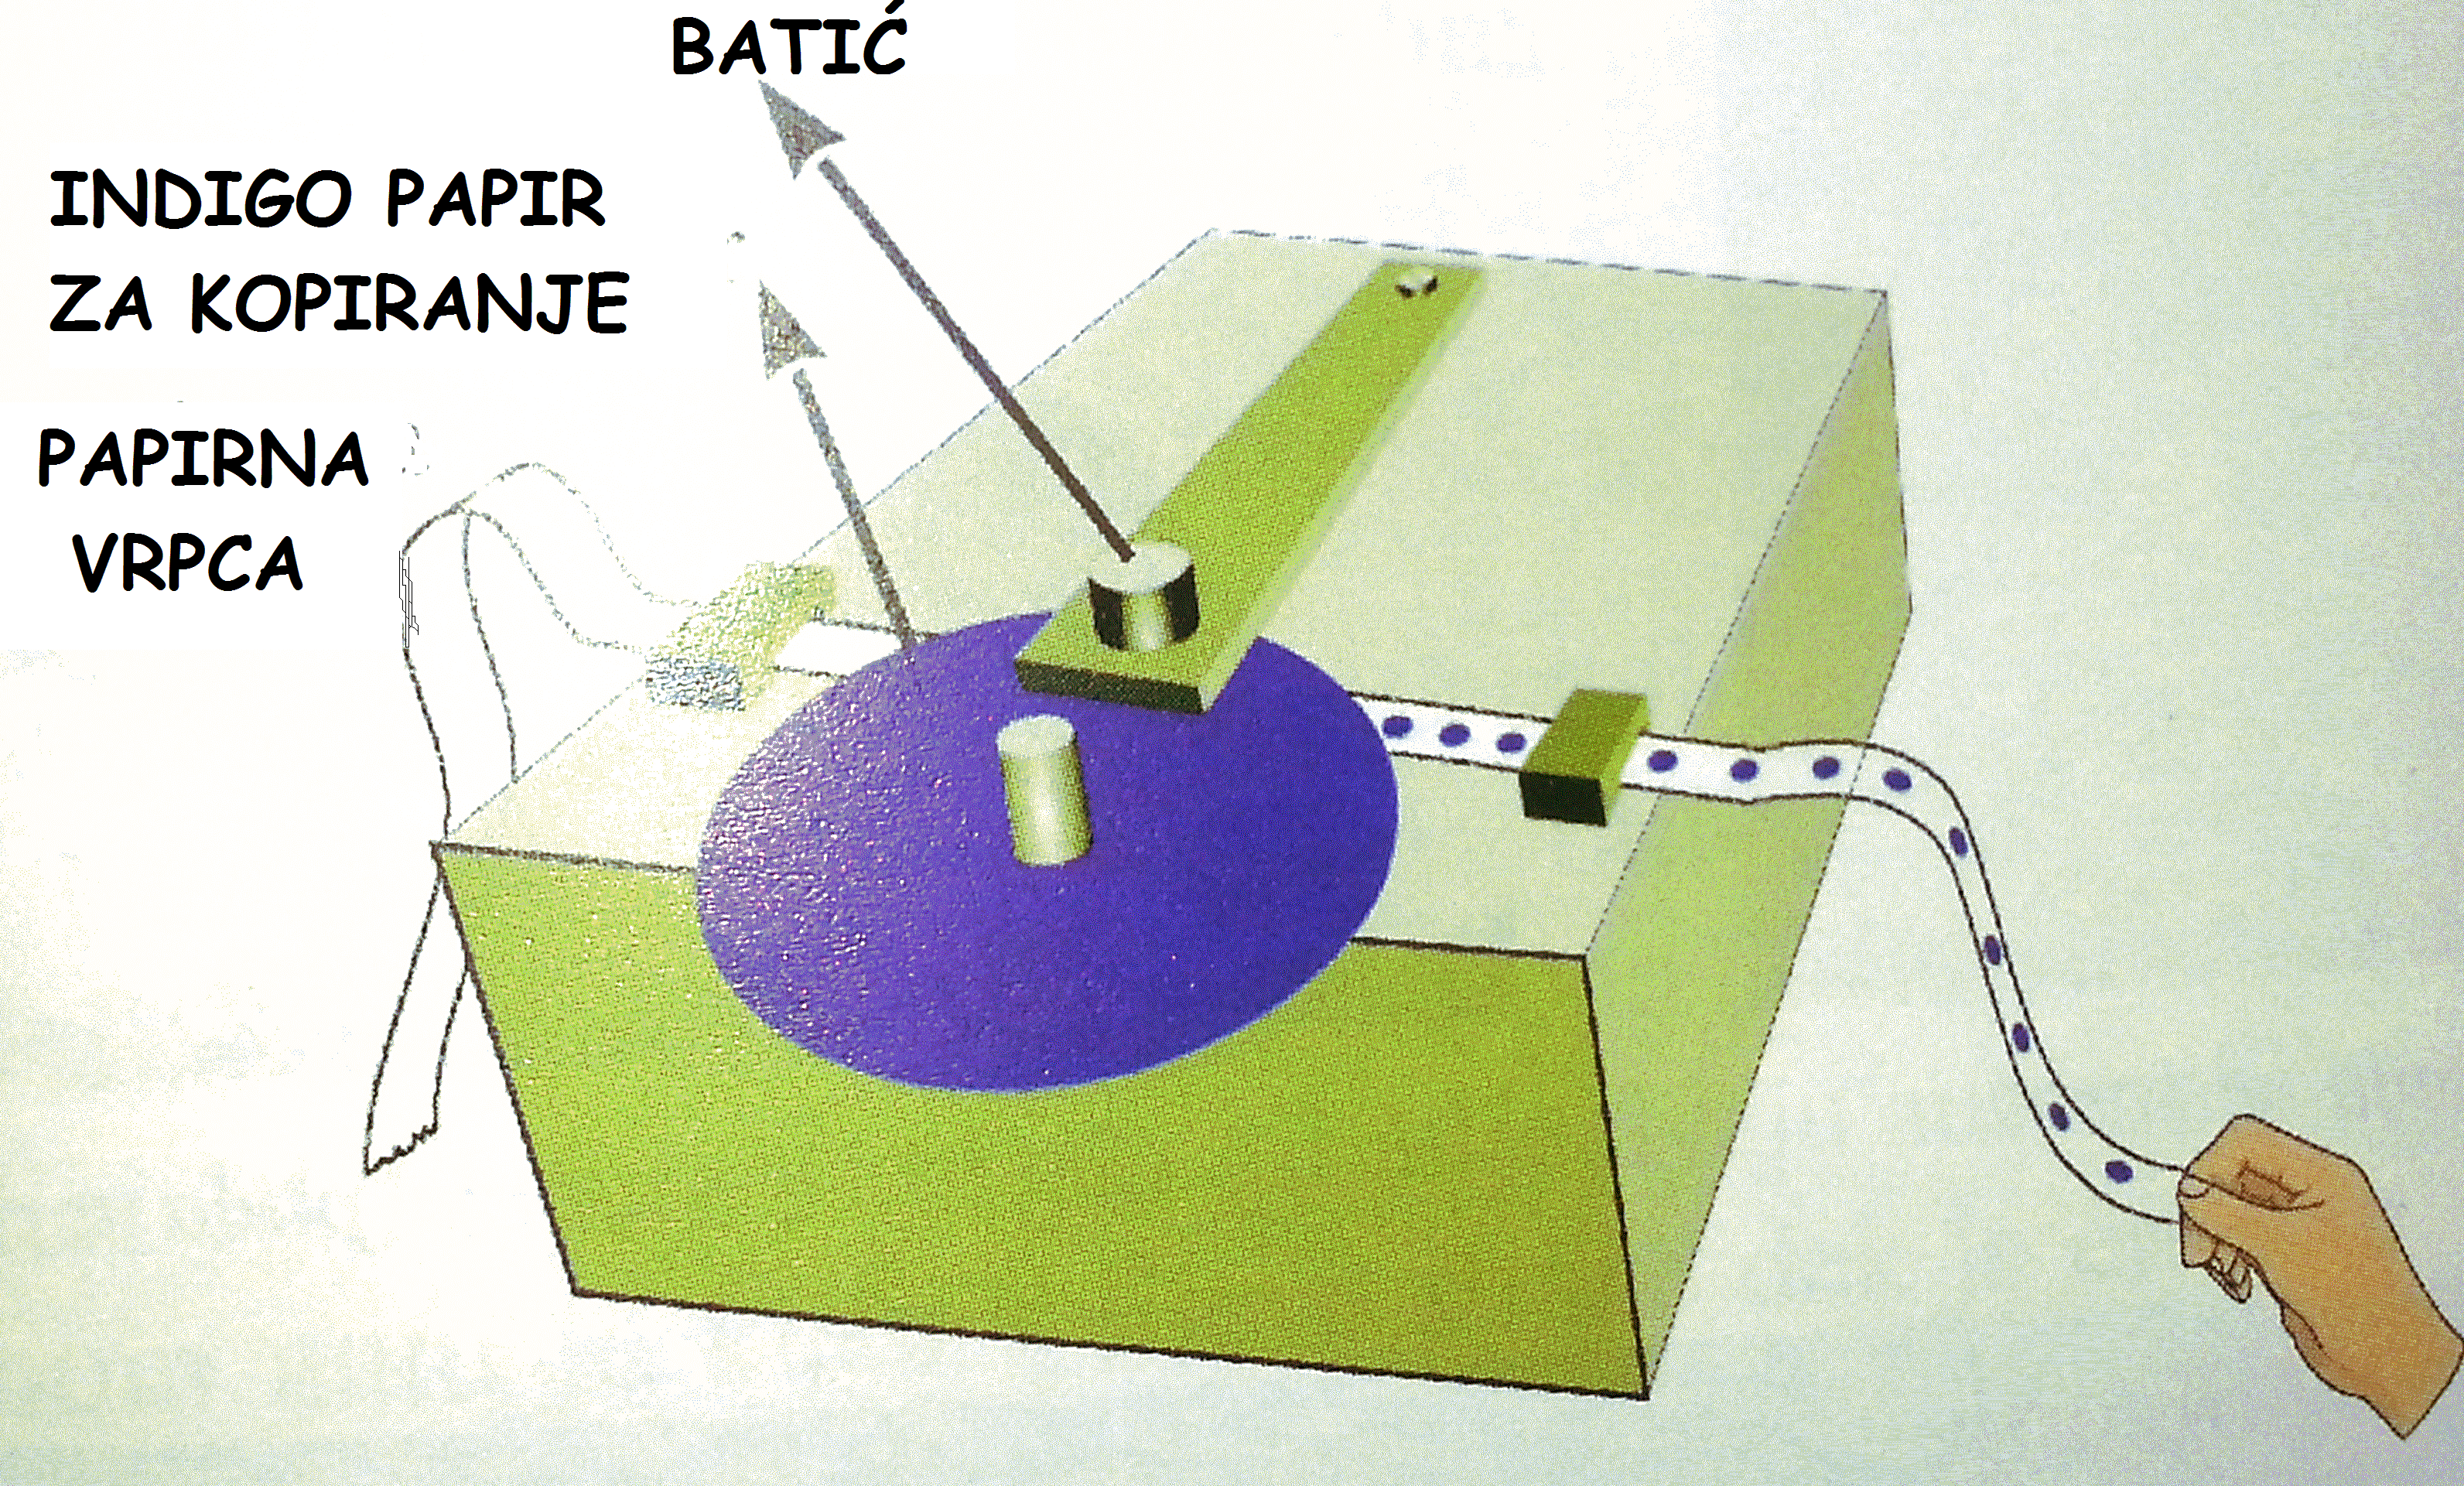 BATIĆ
INDIGO PAPIR
ZA KOPIRANJE
PAPIRNA
VRPCA